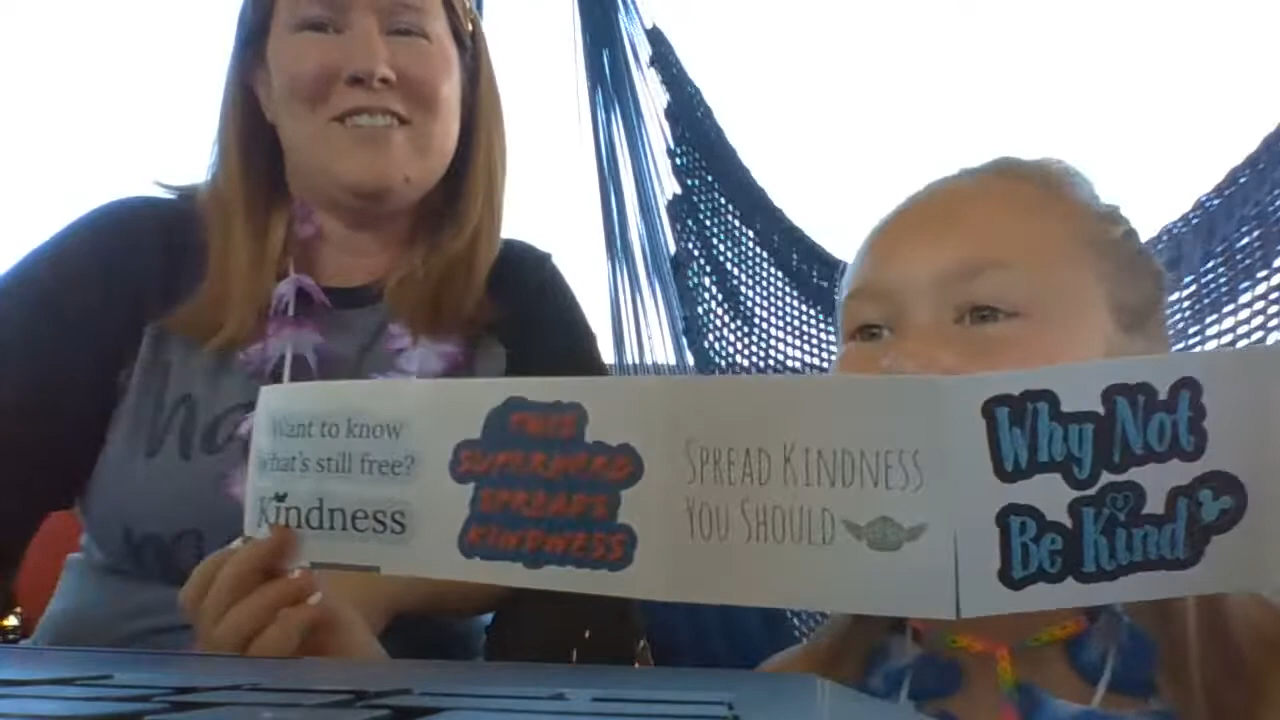 Want to know
what's still free?
Kindness
THIS
SUPERHERO
SPREADS
KINDNESS
SPREAD KINDNESS
YOU SHOULD
Why Not
Be Kind